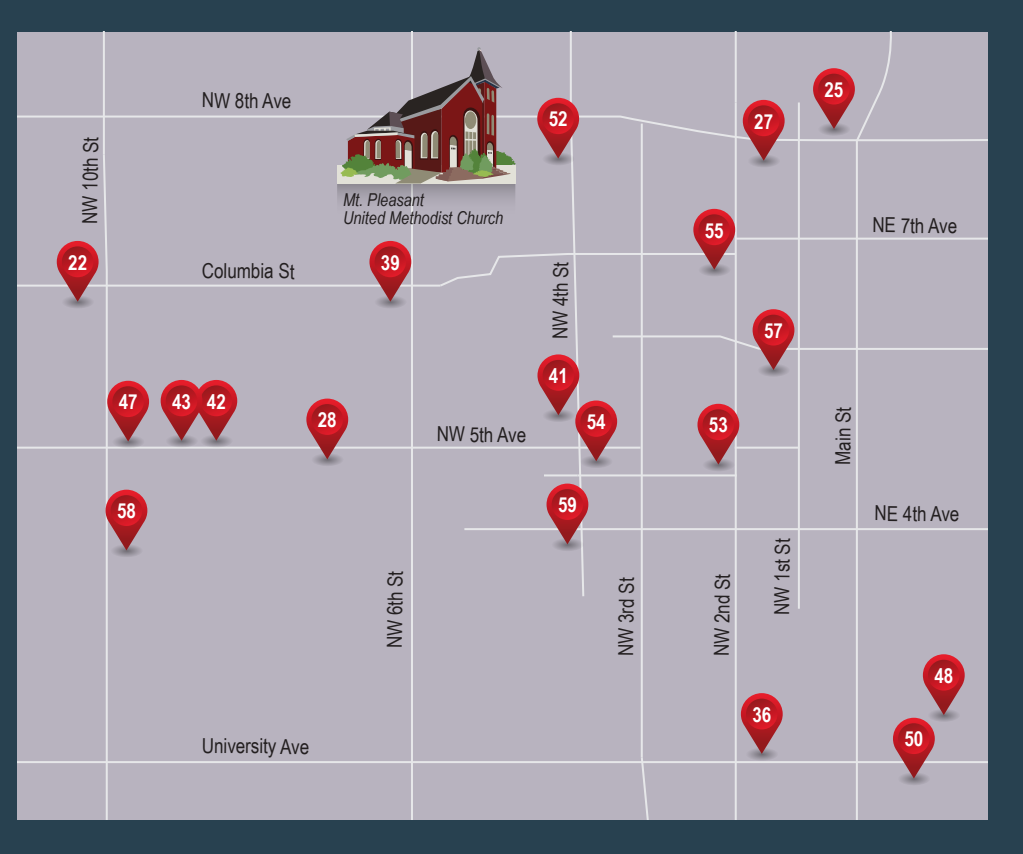 25
NW 8th Ave
52
27
NW 10th St
Mt. Pleasant
United Methodist Church
55
NE 7th Ave
22
39
Columbia St
NW 4th St
57
41
47
43
42
28
54
53
NW 5th Ave
Main St
58
59
NE 4th Ave
NW 6th St
NW 3rd St
NW 2nd St
NW 1st St
48
36
50
University Ave